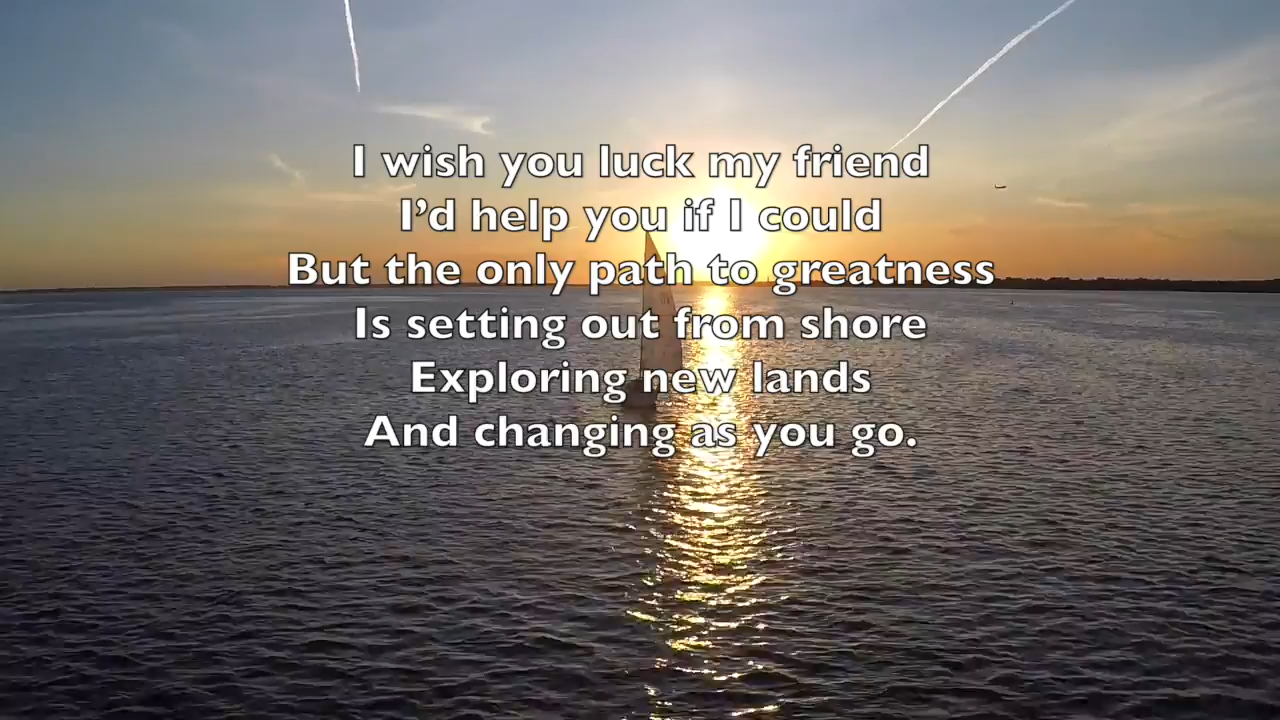 I wish you luck my friend
I’d help you if I could
But the only path to greatness
Is setting out from shore
Exploring new lands
And changing as you go.